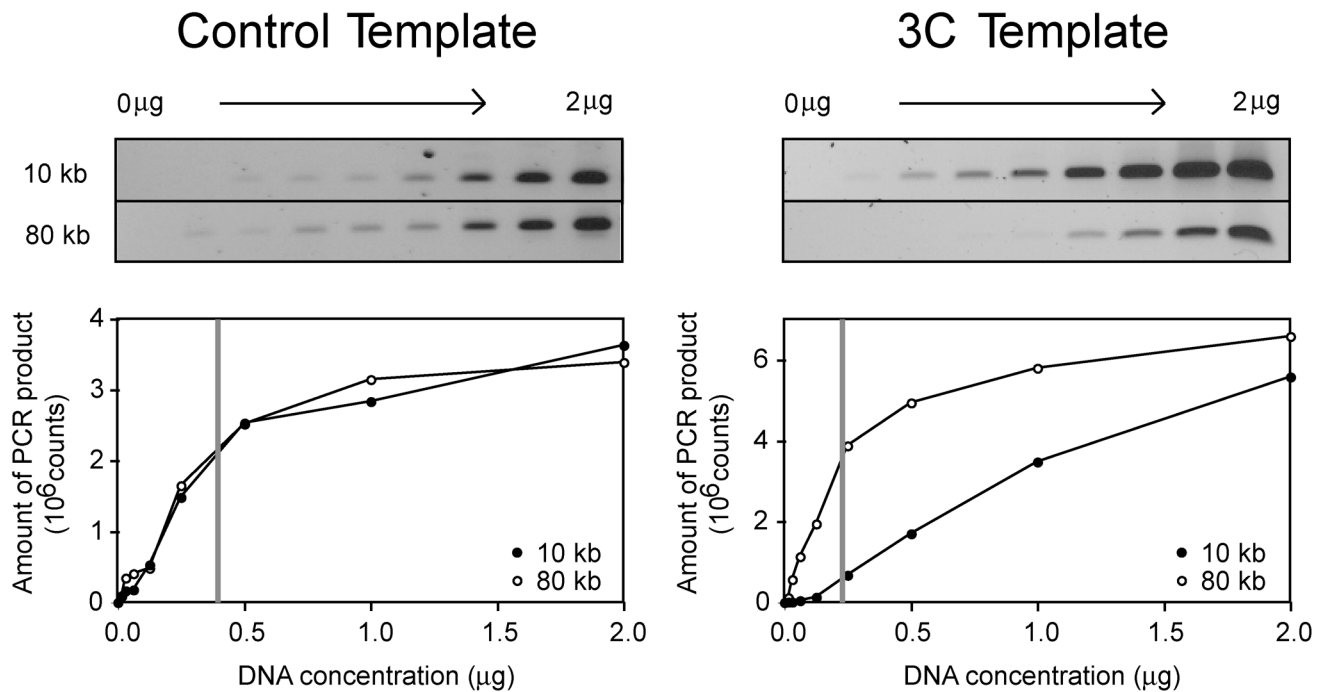 Control Template
3C Template
0μg
2μg
0μg
2μg
10 kb
80 kb
Amount of PCR product
(10⁶counts)
4
3
2
1
0
10 kb
80 kb
0.0
0.5
1.0
1.5
2.0
DNA concentration (μg)
Amount of PCR product
(10⁶counts)
6
4
2
0
10 kb
80 kb
0.0
0.5
1.0
1.5
2.0
DNA concentration (μg)